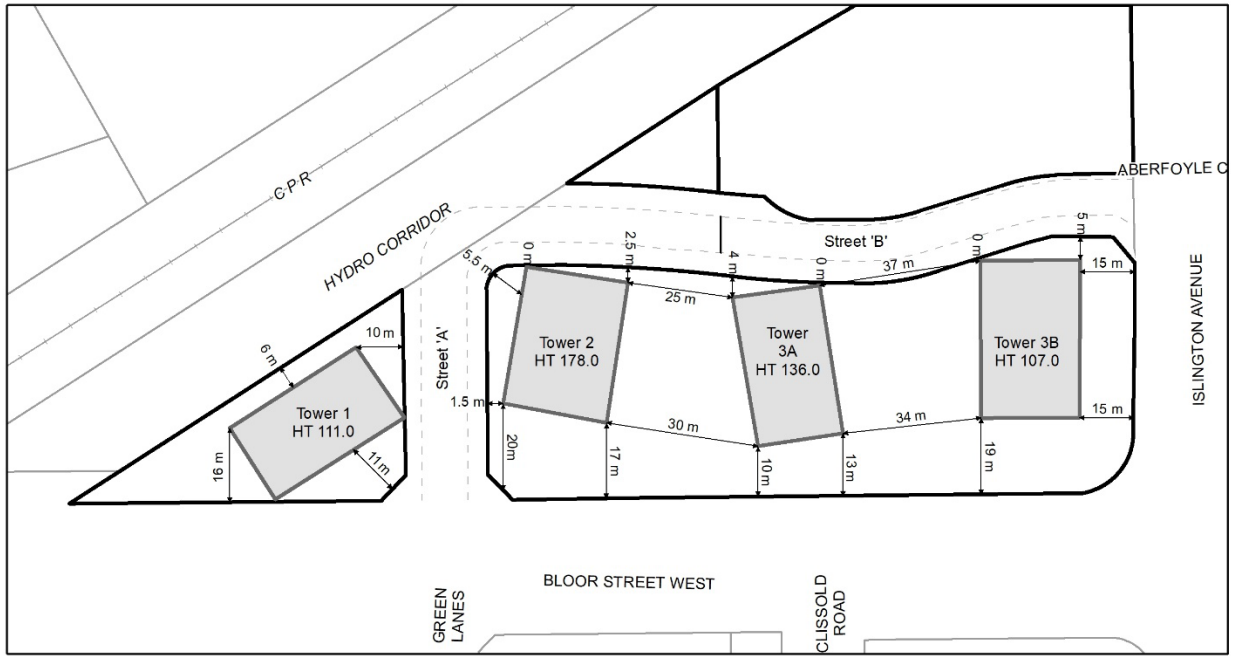 C P R
HYDRO CORRIDOR
ABERFOYLE C
Street 'B'
ISLINGTON AVENUE
Street 'A'
5.5 m
0 m
2.5 m
25 m
4 m
0 m
37 m
0 m
5 m
15 m
10 m
6 m
Tower 1
HT 111.0
16 m
11m
Tower 2
HT 178.0
1.5 m
20m
17 m
30 m
Tower
3A
HT 136.0
10 m
13 m
34 m
Tower 3B
HT 107.0
19 m
15 m
BLOOR STREET WEST
GREEN
LANES
CLISSOLD
ROAD